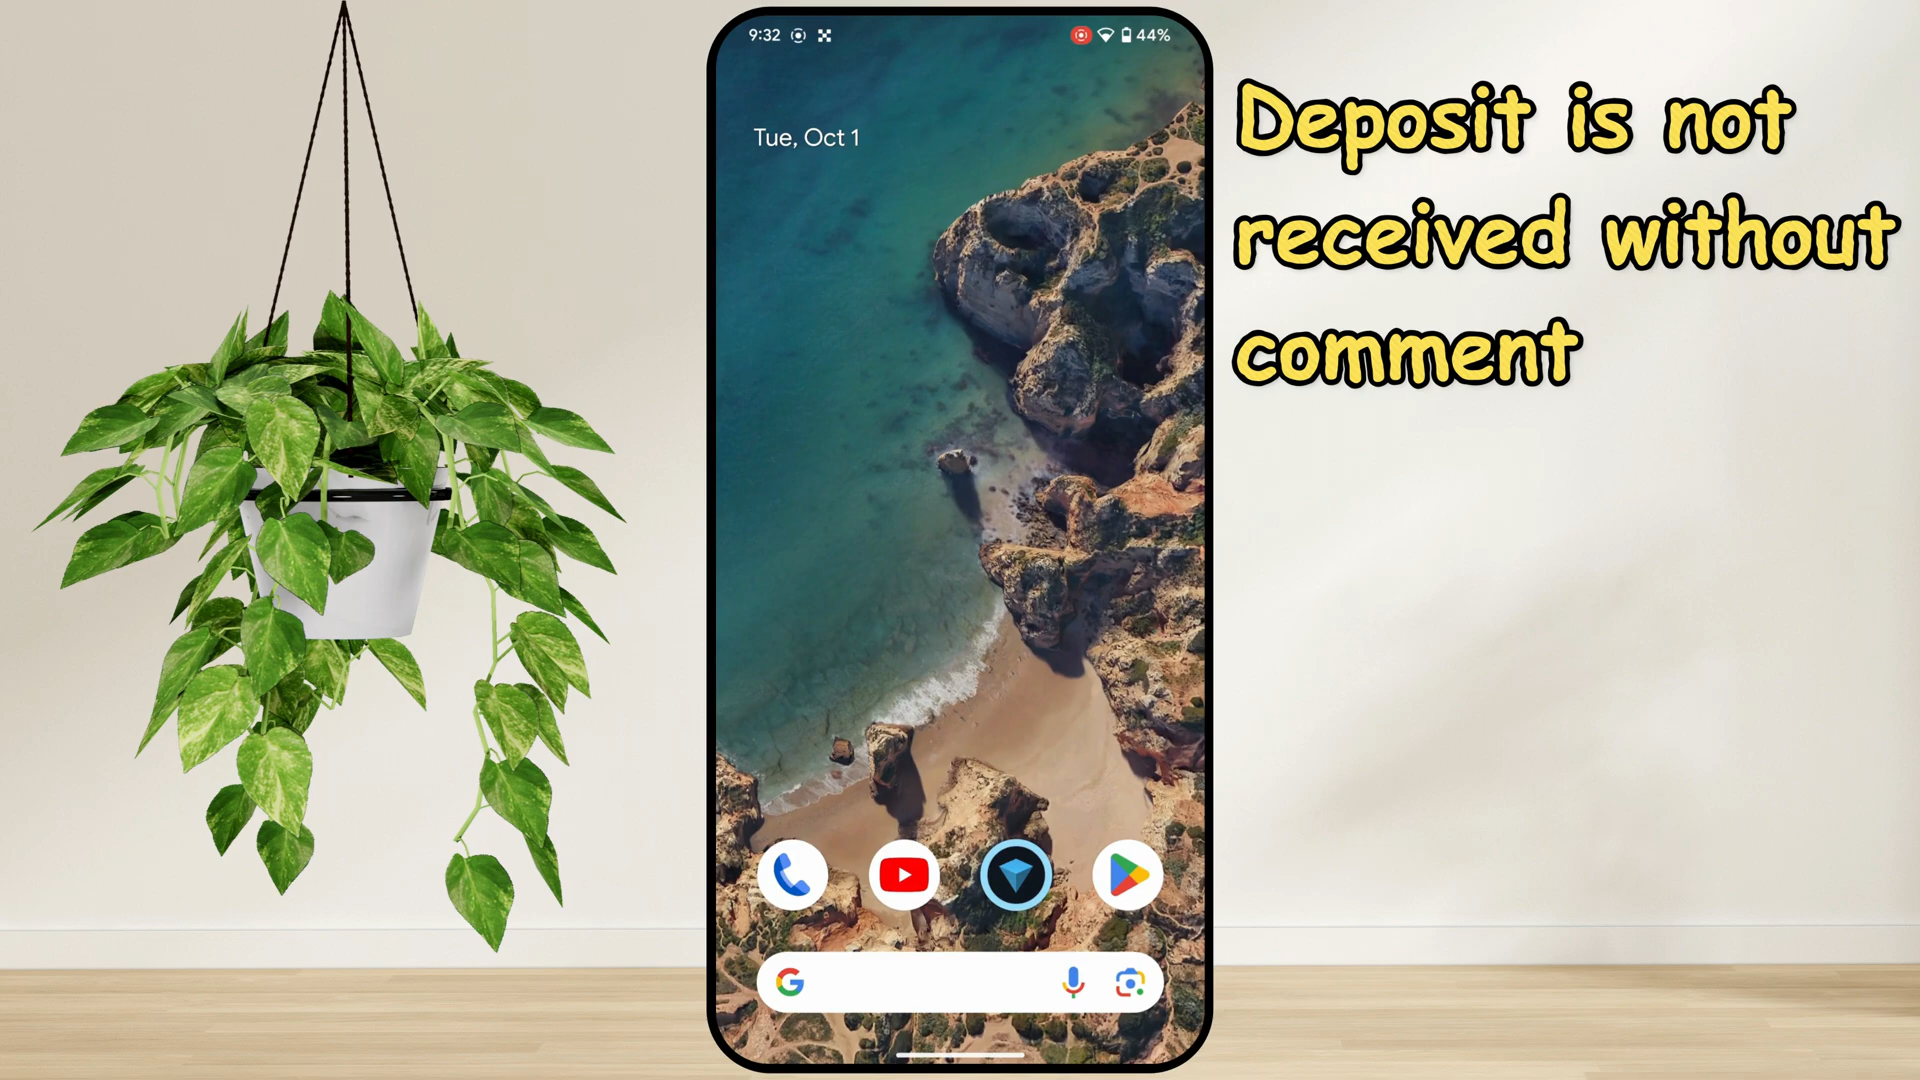 9:32
44%
Tue, Oct 1
Deposit is not
received without
comment